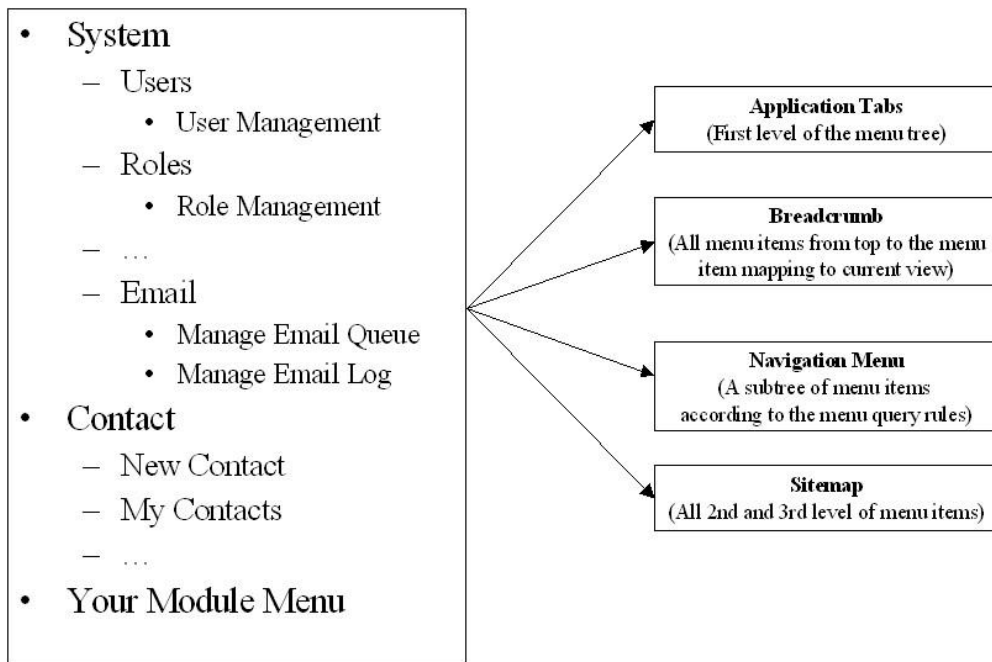 • System
– Users
• User Management
– Roles
• Role Management
– …
– Email
• Manage Email Queue
• Manage Email Log
• Contact
– New Contact
– My Contacts
– …
• Your Module Menu
Application Tabs
(First level of the menu tree)
Breadcrumb
(All menu items from top to the menu
item mapping to current view)
Navigation Menu
(A subtree of menu items
according to the menu query rules)
Sitemap
(All 2nd and 3rd level of menu items)